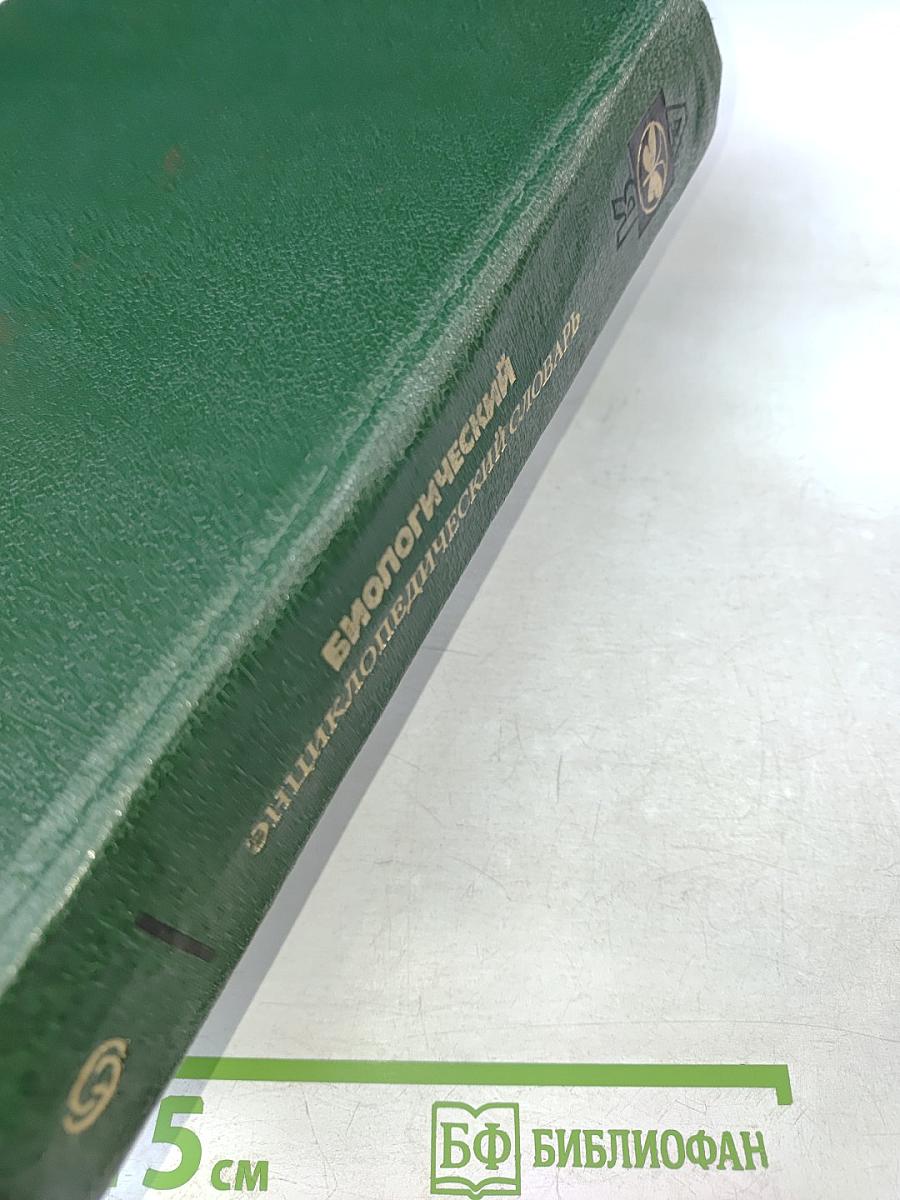 БИОЛОГИЧЕСКИЙ
ЭНЦИКЛОПЕДИЧЕСКИЙ СЛОВАРЬ
5 см
БФ БИБЛИОФАН